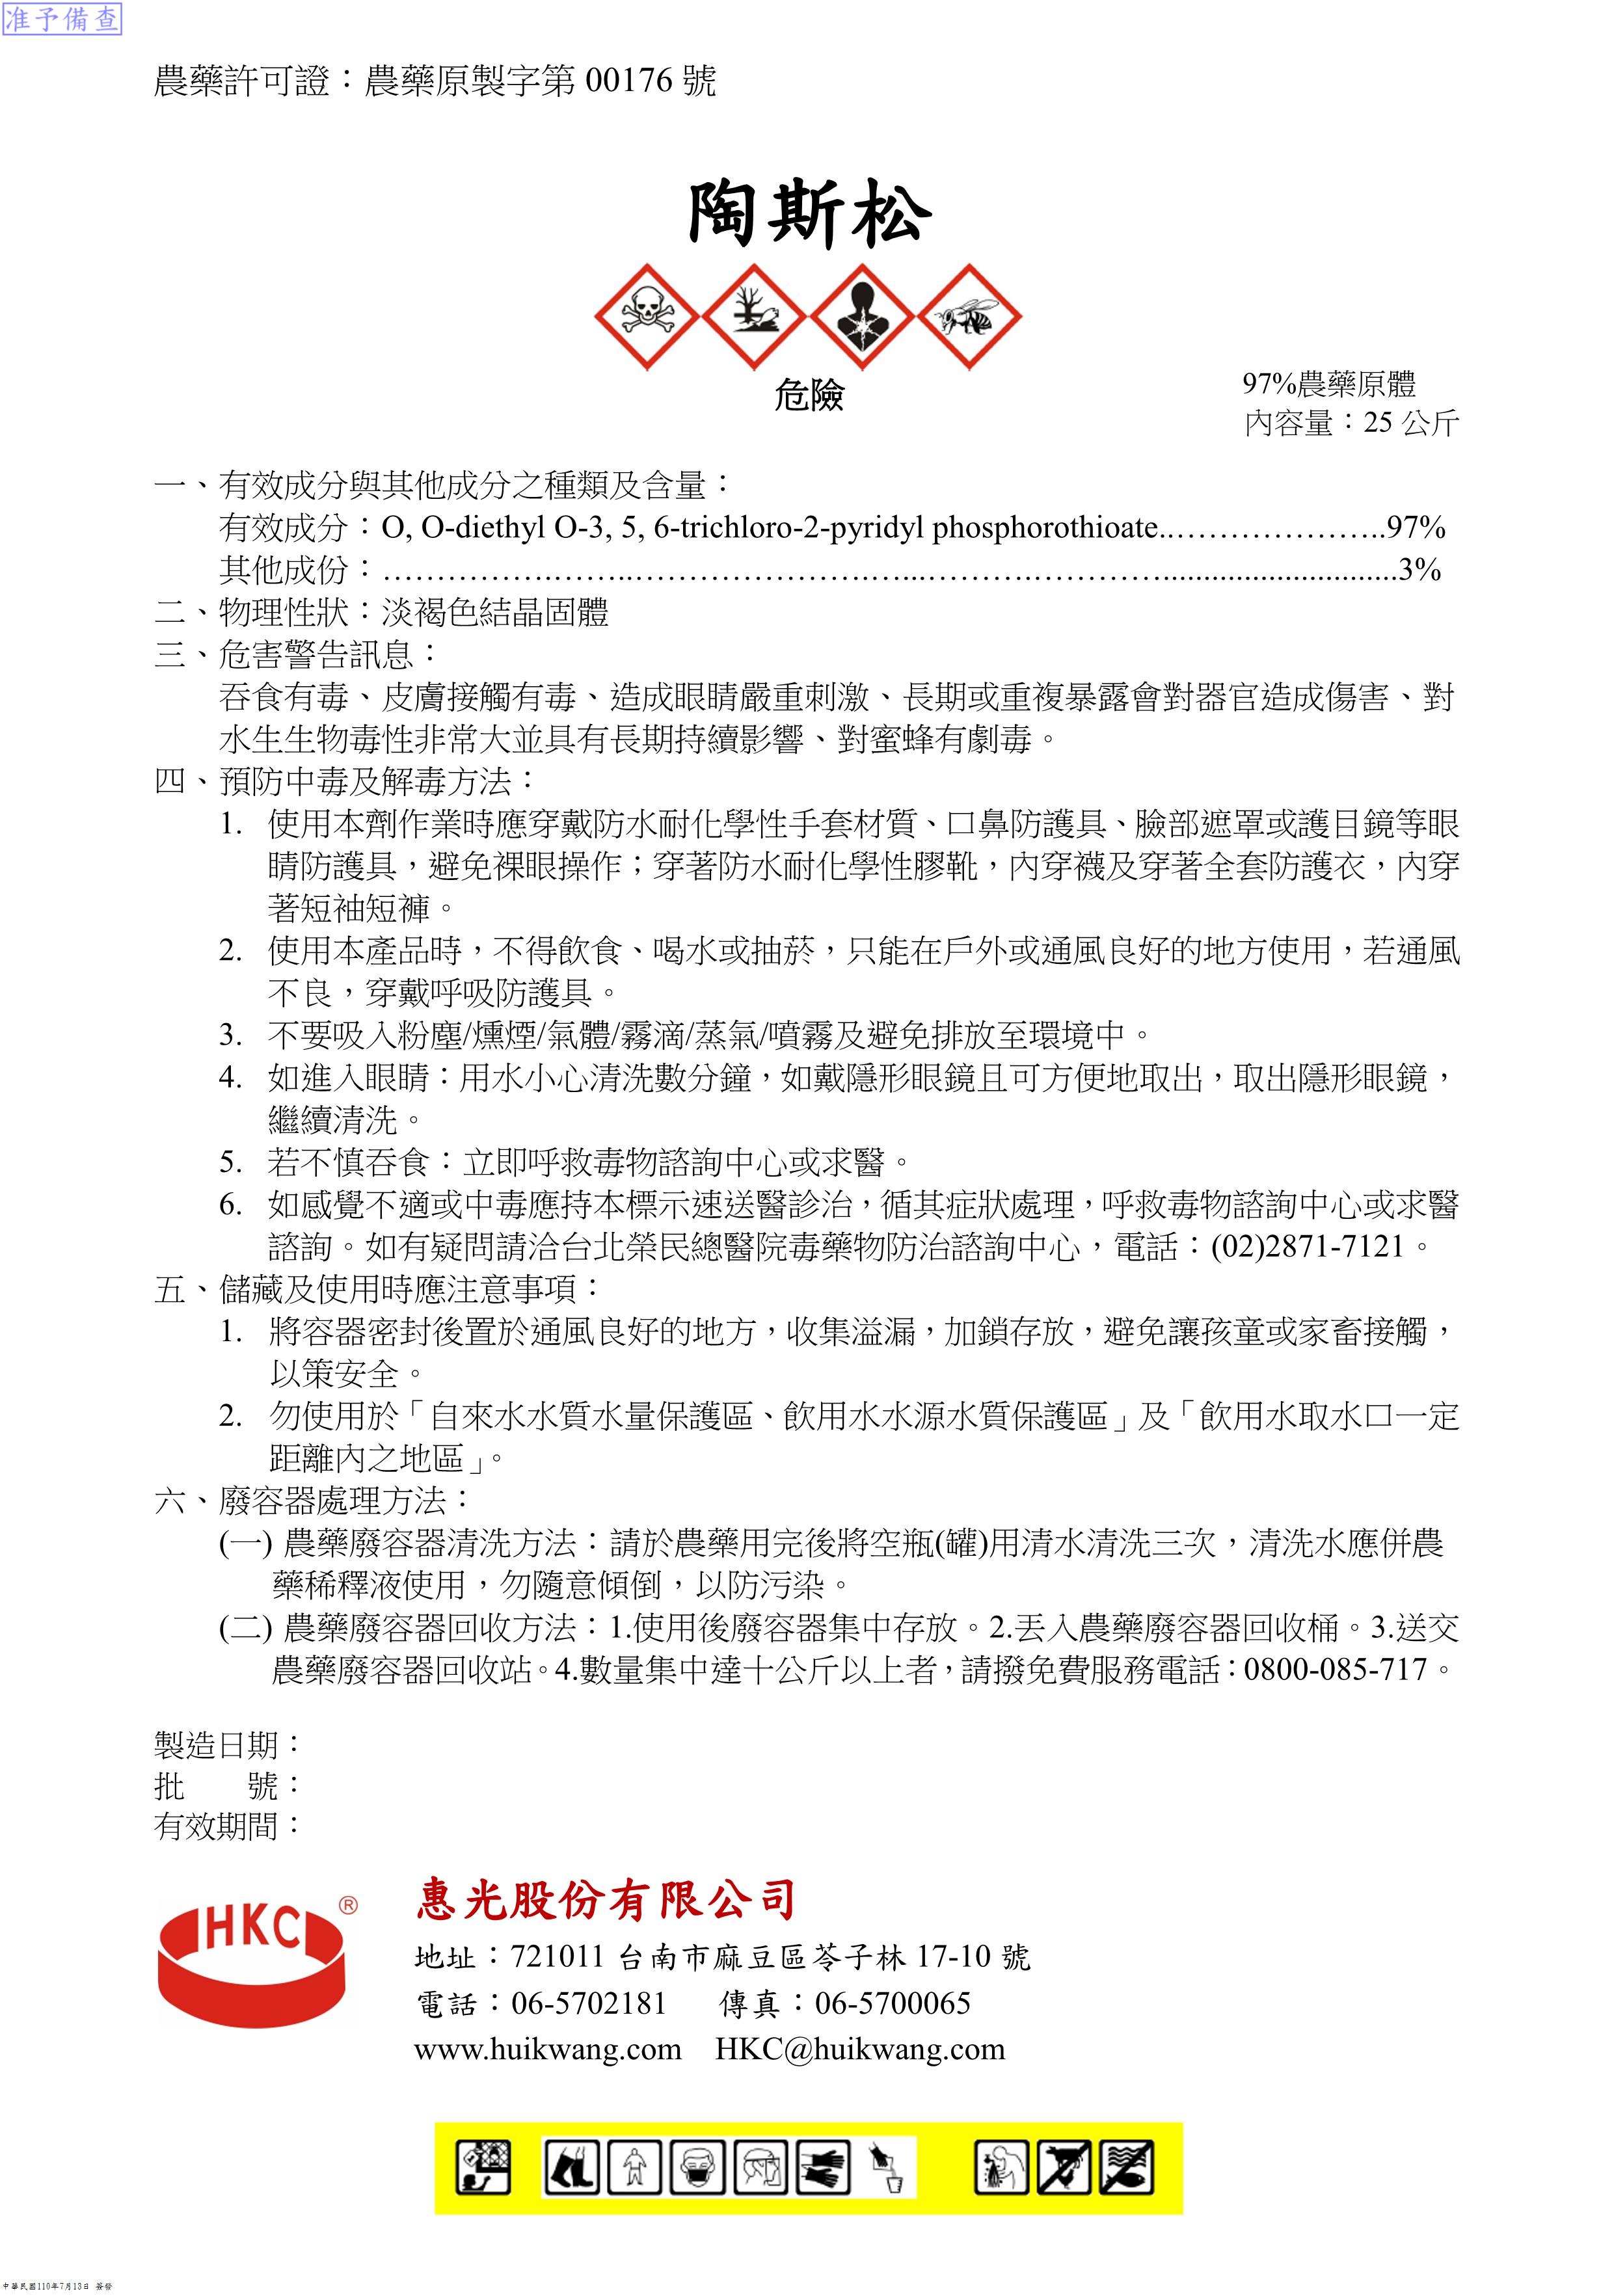 准予備查
農藥許可證：農藥原製字第 00176 號
陶斯松
危險
97%農藥原體
內容量：25 公斤
一、有效成分與其他成分之種類及含量：
有效成分：O, O-diethyl O-3, 5, 6-trichloro-2-pyridyl phosphorothioate.…………………..97%
其他成份：…………….……..………………….…...……….…………..........................3%
二、物理性狀：淡褐色結晶固體
三、危害警告訊息：
吞食有毒、皮膚接觸有毒、造成眼睛嚴重刺激、長期或重複暴露會對器官造成傷害、對
水生生物毒性非常大並具有長期持續影響、對蜜蜂有劇毒。
四、預防中毒及解毒方法：
1. 使用本劑作業時應穿戴防水耐化學性手套材質、口鼻防護具、臉部遮罩或護目鏡等眼
睛防護具，避免裸眼操作；穿著防水耐化學性膠靴，內穿襪及穿著全套防護衣，內穿
著短袖短褲。
2. 使用本產品時，不得飲食、喝水或抽菸，只能在戶外或通風良好的地方使用，若通風
不良，穿戴呼吸防護具。
3. 不要吸入粉塵/燻煙/氣體/霧滴/蒸氣/噴霧及避免排放至環境中。
4. 如進入眼睛：用水小心清洗數分鐘，如戴隱形眼鏡且可方便地取出，取出隱形眼鏡，
繼續清洗。
5. 若不慎吞食：立即呼救毒物諮詢中心或求醫。
6. 如感覺不適或中毒應持本標示速送醫診治，循其症狀處理，呼救毒物諮詢中心或求醫
諮詢。如有疑問請洽台北榮民總醫院毒藥物防治諮詢中心，電話：(02)2871-7121。
五、儲藏及使用時應注意事項：
1. 將容器密封後置於通風良好的地方，收集溢漏，加鎖存放，避免讓孩童或家畜接觸，
以策安全。
2. 勿使用於「自來水水質水量保護區、飲用水水源水質保護區」及「飲用水取水口一定
距離內之地區」。
六、廢容器處理方法：
(一) 農藥廢容器清洗方法：請於農藥用完後將空瓶(罐)用清水清洗三次，清洗水應併農
藥稀釋液使用，勿隨意傾倒，以防污染。
(二) 農藥廢容器回收方法：1.使用後廢容器集中存放。2.丟入農藥廢容器回收桶。3.送交
農藥廢容器回收站。4.數量集中達十公斤以上者，請撥免費服務電話：0800-085-717。
製造日期：
批　　號：
有效期間：
HKC®
惠光股份有限公司
地址：721011 台南市麻豆區苓子林 17-10 號
電話：06-5702181　傳真：06-5700065
www.huikwang.com HKC@huikwang.com
中華民國110年7月13日 簽發